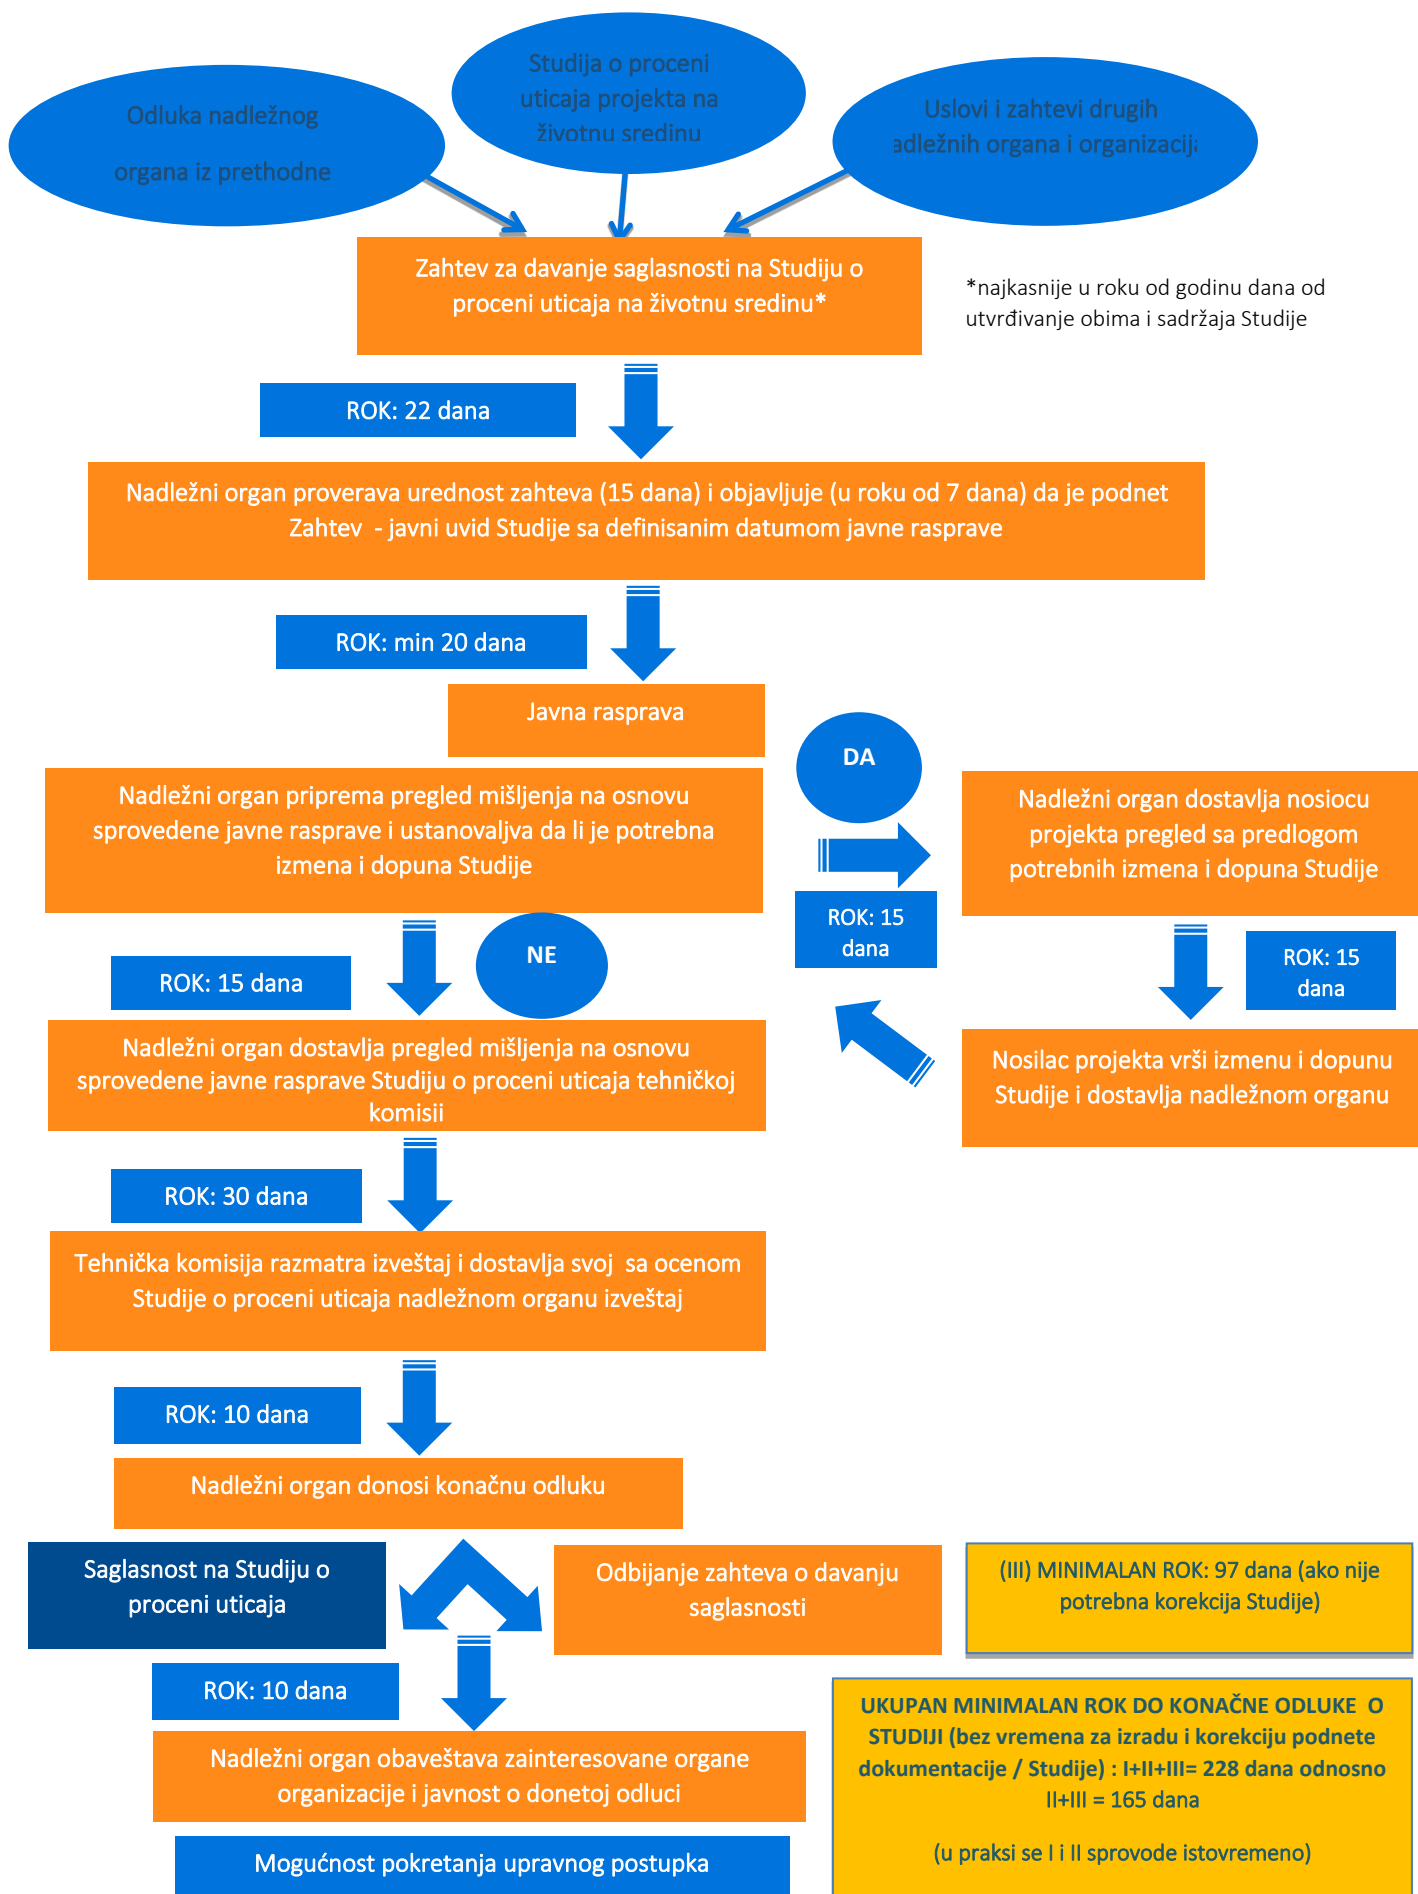 Odluka nadležnog
organa iz prethodne
Studija o proceni
uticaja projekta na
životnu sredinu
Uslovi i zahtevi drugih
adležnih organa i organizacija
Zahtev za davanje saglasnosti na Studiju o
proceni uticaja na životnu sredinu*
*najkasnije u roku od godinu dana od
utvrđivanje obima i sadržaja Studije
ROK: 22 dana
Nadležni organ proverava urednost zahteva (15 dana) i objavljuje (u roku od 7 dana) da je podnet
Zahtev - javni uvid Studije sa definisanim datumom javne rasprave
ROK: min 20 dana
Javna rasprava
Nadležni organ priprema pregled mišljenja na osnovu
sprovedene javne rasprave i ustanovaljva da li je potrebna
izmena i dopuna Studije
DA
ROK: 15
dana
Nadležni organ dostavlja nosiocu
projekta pregled sa predlogom
potrebnih izmena i dopuna Studije
ROK: 15
dana
Nosilac projekta vrši izmenu i dopunu
Studije i dostavlja nadležnom organu
NE
ROK: 15 dana
Nadležni organ dostavlja pregled mišljenja na osnovu
sprovedene javne rasprave Studiju o proceni uticaja tehničkoj
komisii
ROK: 30 dana
Tehnička komisija razmatra izveštaj i dostavlja svoj sa ocenom
Studije o proceni uticaja nadležnom organu izveštaj
ROK: 10 dana
Nadležni organ donosi konačnu odluku
Saglasnost na Studiju o
proceni uticaja
Odbijanje zahteva o davanju
saglasnosti
(III) MINIMALAN ROK: 97 dana (ako nije
potrebna korekcija Studije)
ROK: 10 dana
Nadležni organ obaveštava zainteresovane organe
organizacije i javnost o donetoj odluci
Mogućnost pokretanja upravnog postupka
UKUPAN MINIMALAN ROK DO KONAČNE ODLUKE O
STUDIJI (bez vremena za izradu i korekciju podnete
dokumentacije / Studije) : I+II+III= 228 dana odnosno
II+III = 165 dana
(u praksi se I i II sprovode istovremeno)